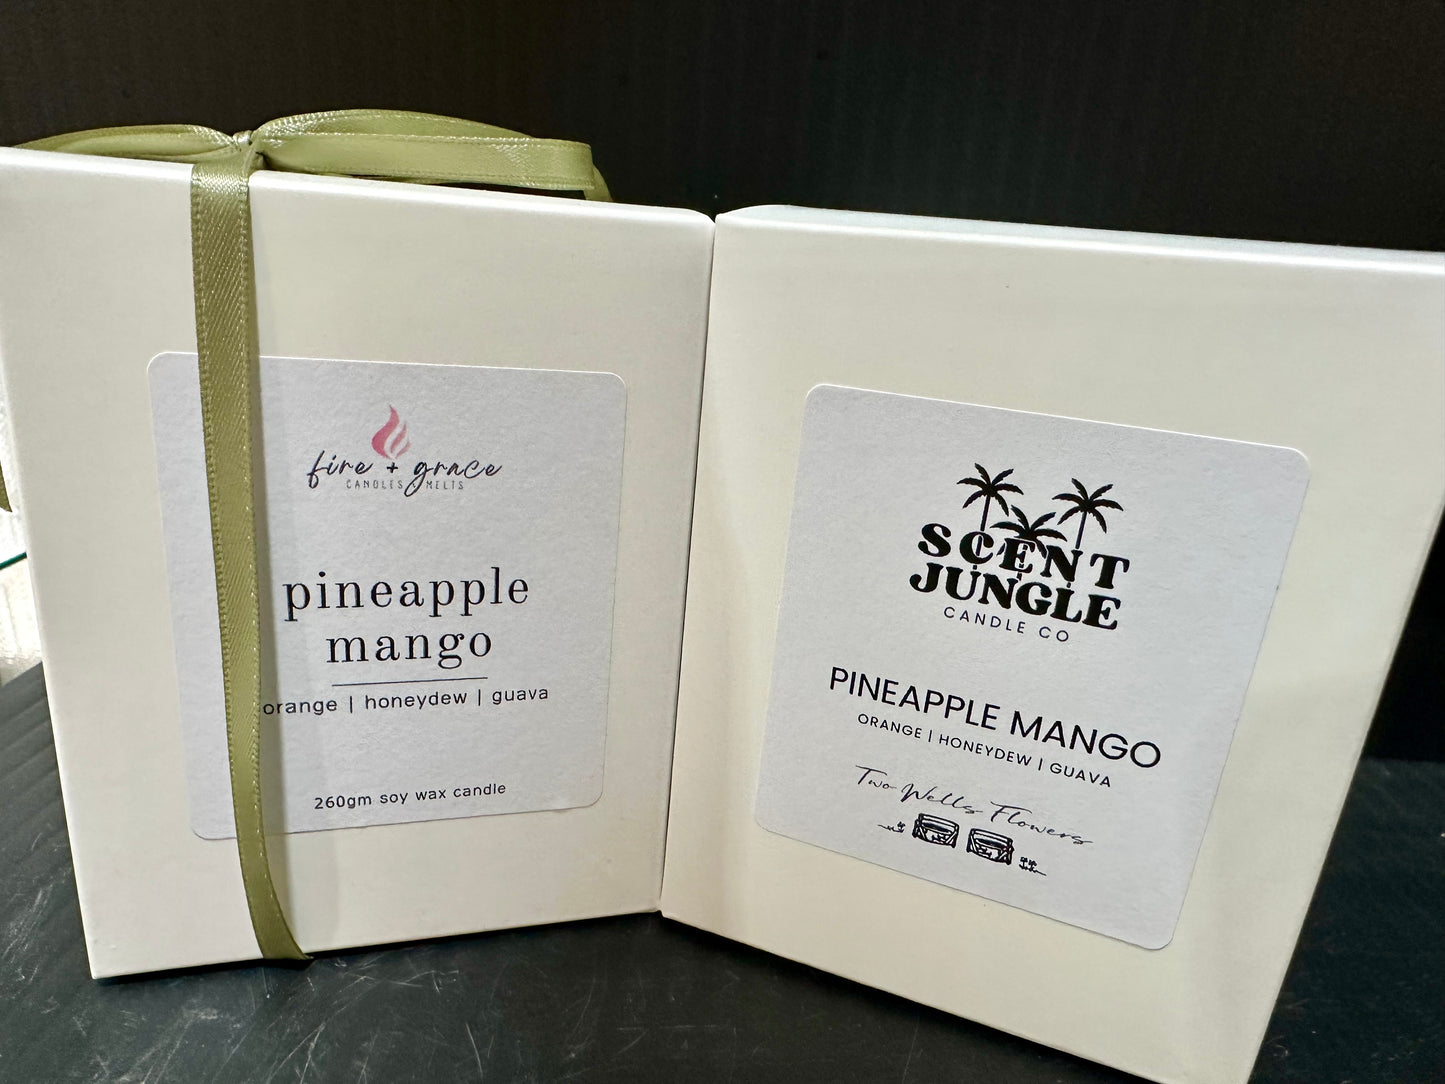 fire + grace
CANDLES & MELTS
pineapple
mango
orange | honeydew | guava
260gm soy wax candle
SCENT
JUNGLE
CANDLE CO
PINEAPPLE MANGO
ORANGE | HONEYDEW | GUAVA
Two Wells Flowers